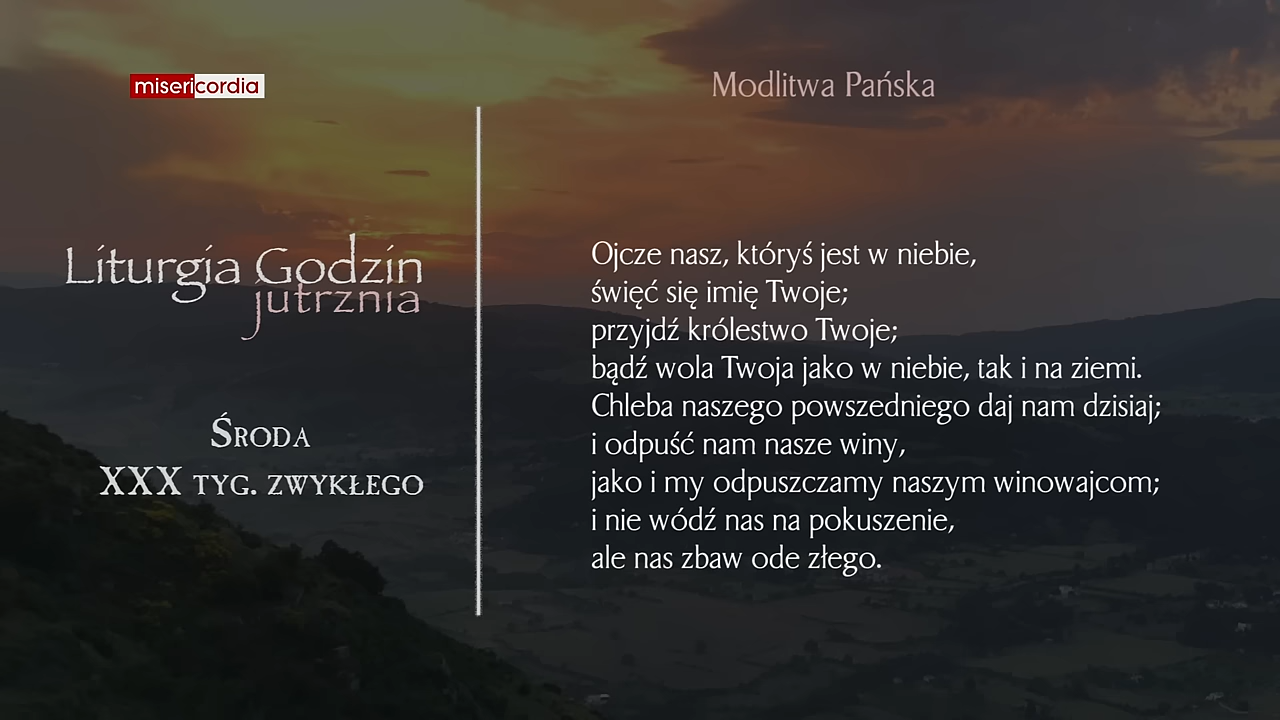 misericordia
Modlitwa Pańska
Liturgia Godzin
jutrznia
Środa
XXX tyg. zwykłego
Ojcze nasz, któryś jest w niebie,
święć się imię Twoje;
przyjdź królestwo Twoje;
bądź wola Twoja jako w niebie, tak i na ziemi.
Chleba naszego powszedniego daj nam dzisiaj;
i odpuść nam nasze winy,
jako i my odpuszczamy naszym winowajcom;
i nie wódź nas na pokuszenie,
ale nas zbaw ode złego.